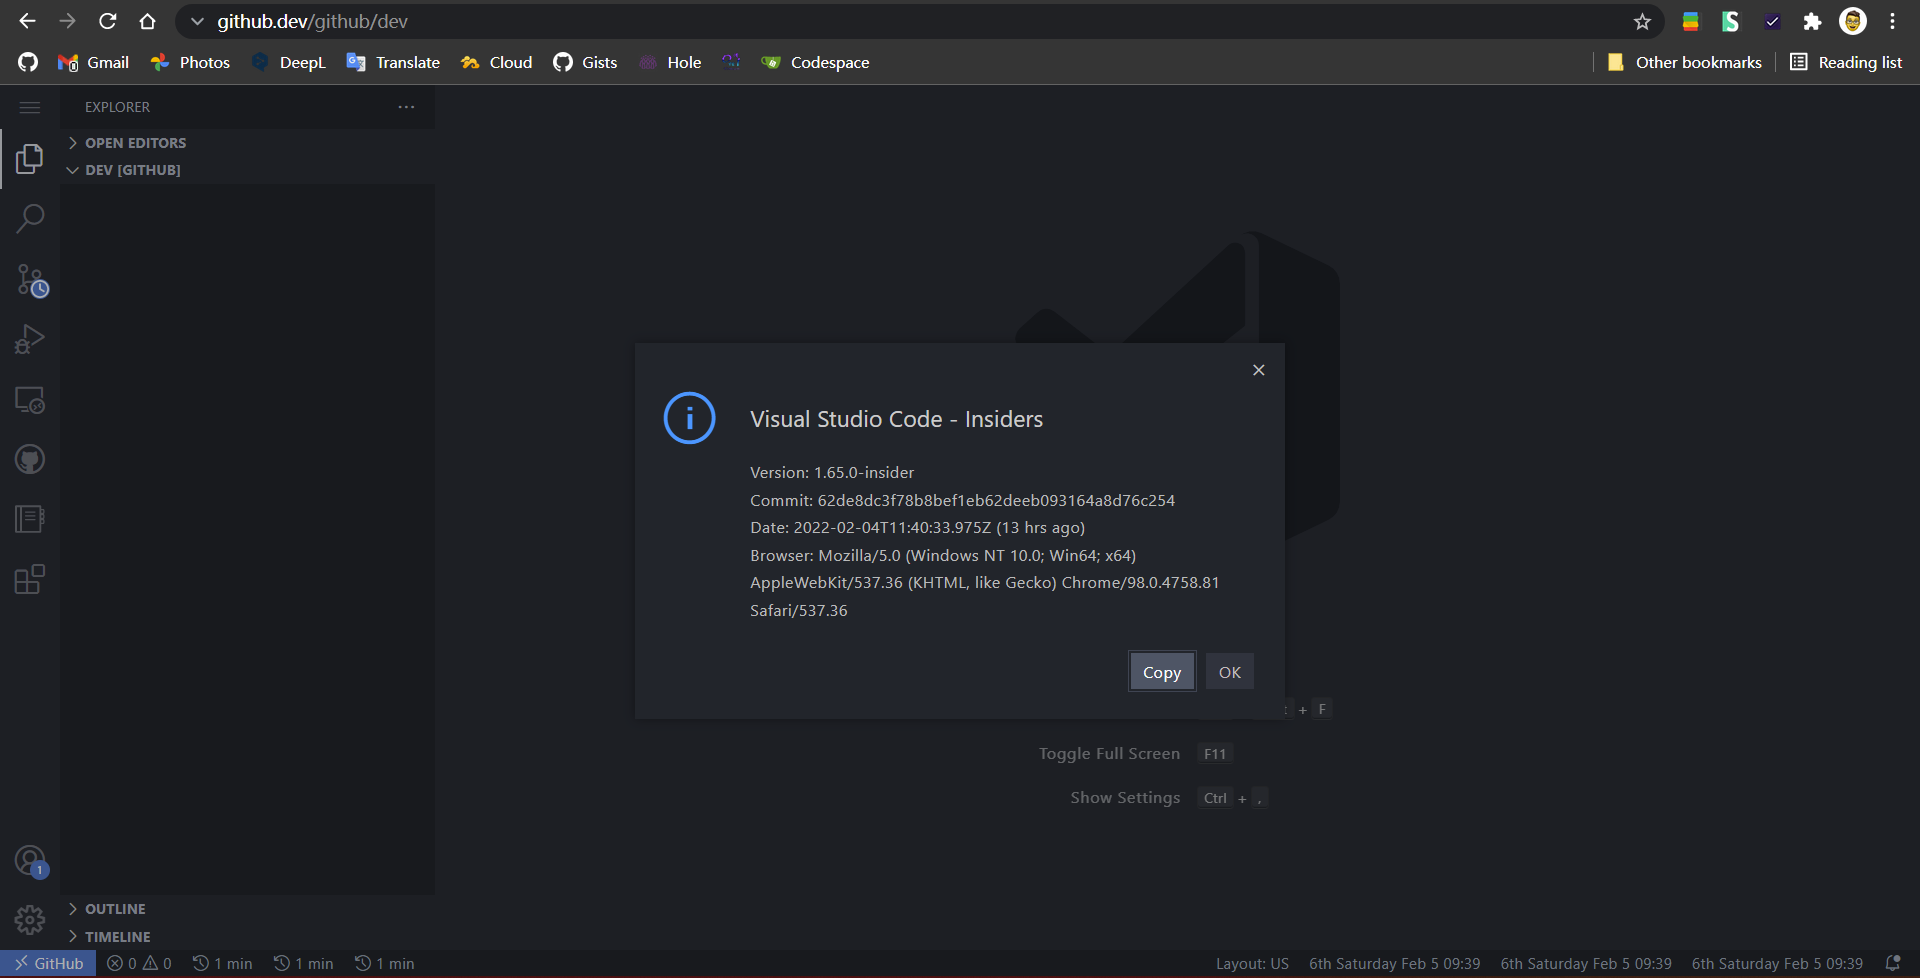 github.dev/github/dev
Gmail Photos DeepL Translate Cloud Gists Hole Codespace Other bookmarks Reading list
EXPLORER
OPEN EDITORS
DEV [GITHUB]
Visual Studio Code - Insiders
Version: 1.65.0-insider
Commit: 62de8dc3f78b8bef1eb62deeb093164a8d76c254
Date: 2022-02-04T11:40:33.975Z (13 hrs ago)
Browser: Mozilla/5.0 (Windows NT 10.0; Win64; x64)
AppleWebKit/537.36 (KHTML, like Gecko) Chrome/98.0.4758.81
Safari/537.36
Copy OK
+ F
Toggle Full Screen F11
Show Settings Ctrl + ,
1
OUTLINE
TIMELINE
GitHub 0 0 1 min 1 min 1 min Layout: US 6th Saturday Feb 5 09:39 6th Saturday Feb 5 09:39 6th Saturday Feb 5 09:39